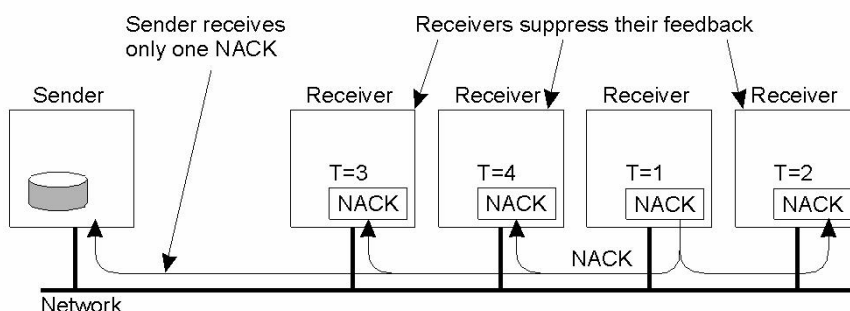 Sender receives
only one NACK
Receivers suppress their feedback
Sender
Receiver
Receiver
Receiver
Receiver
T=3
T=4
T=1
T=2
NACK
NACK
NACK
NACK
NACK
Network